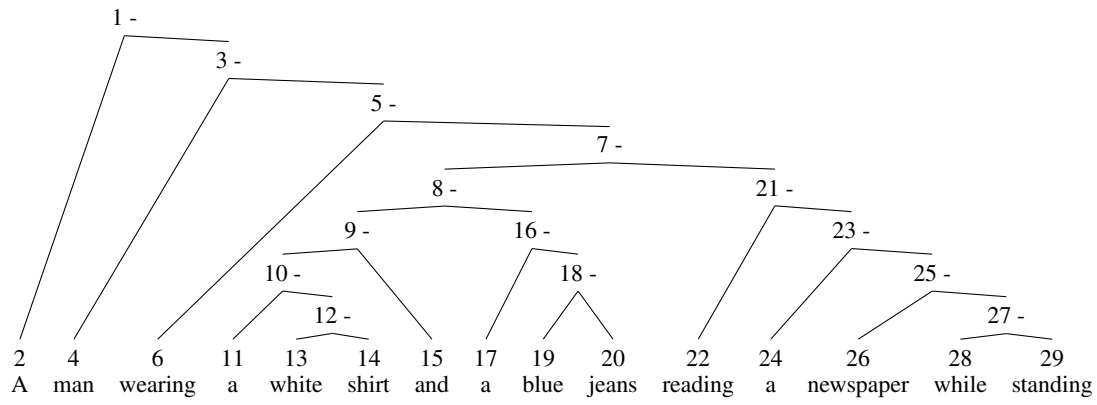 1 -
3 -
5 -
7 -
8 - 21 -
9 - 16 - 23 -
10 - 18 - 25 -
12 - 27 -
2 4 6 11 13 14 15 17 19 20 22 24 26 28 29
A man wearing a white shirt and a blue jeans reading a newspaper while standing